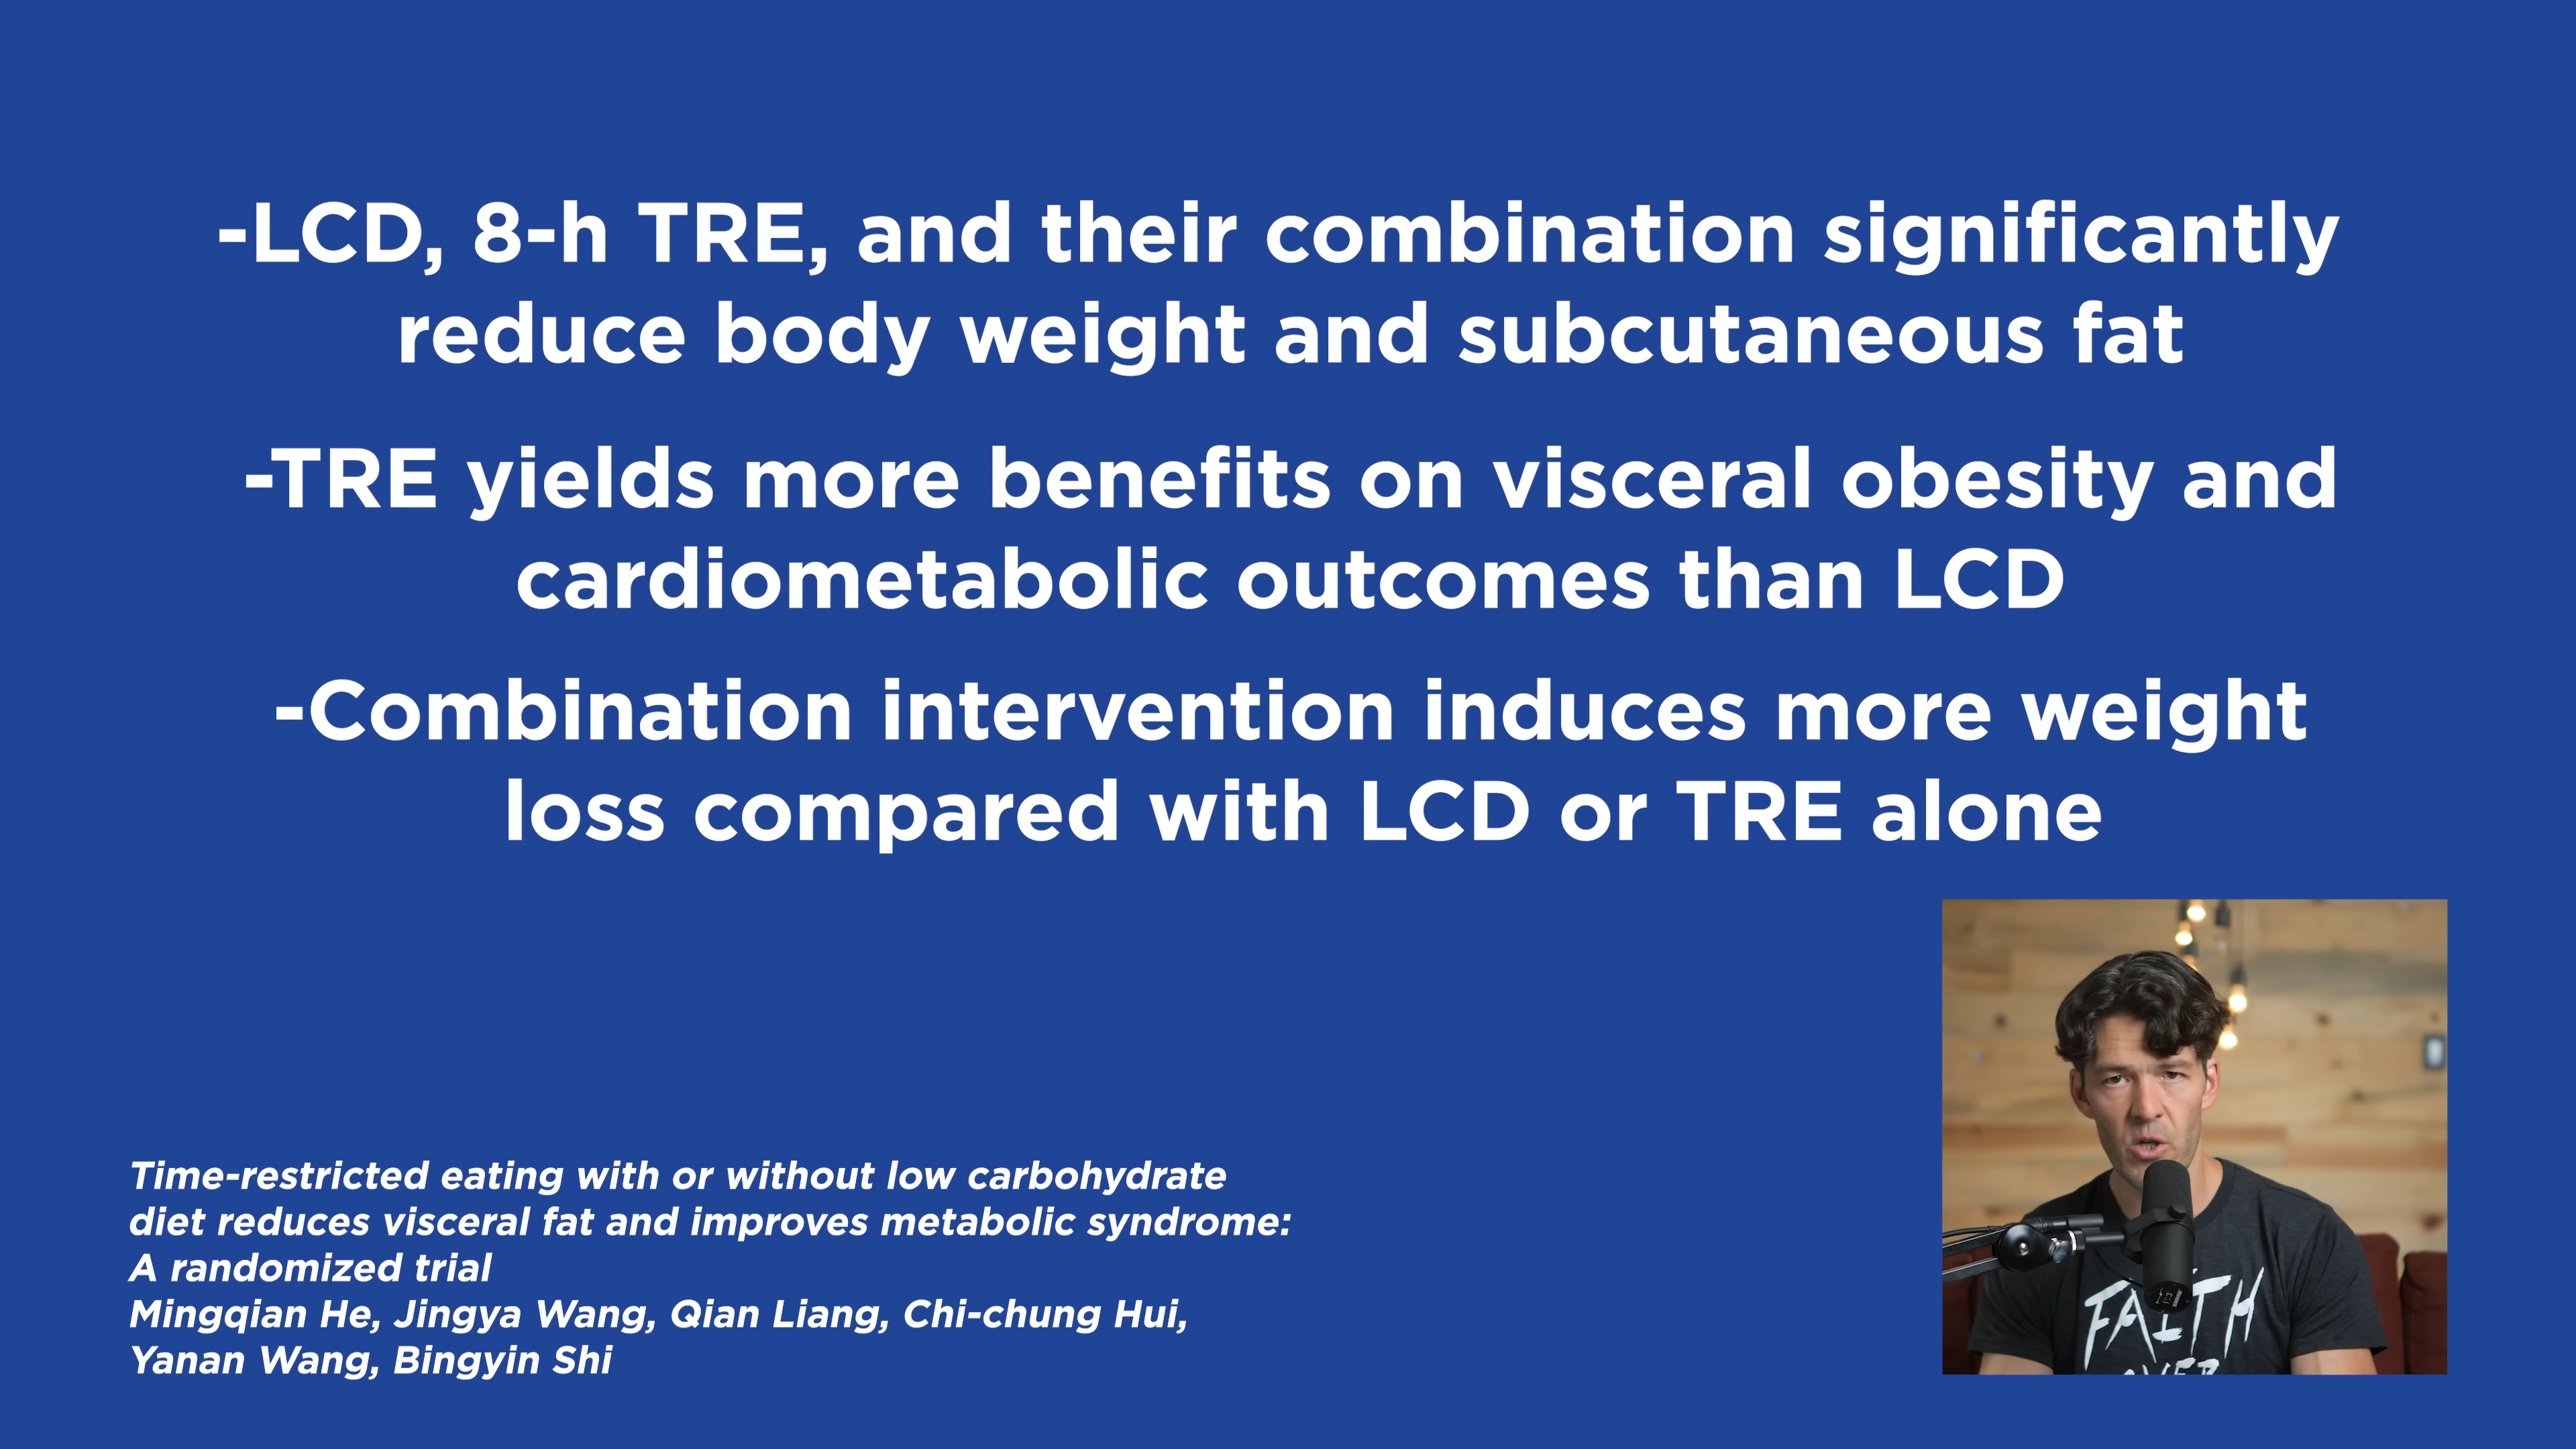 -LCD, 8-h TRE, and their combination significantly
reduce body weight and subcutaneous fat
-TRE yields more benefits on visceral obesity and
cardiometabolic outcomes than LCD
-Combination intervention induces more weight
loss compared with LCD or TRE alone
Time-restricted eating with or without low carbohydrate
diet reduces visceral fat and improves metabolic syndrome:
A randomized trial
Mingqian He, Jingya Wang, Qian Liang, Chi-chung Hui,
Yanan Wang, Bingyin Shi
FAITH